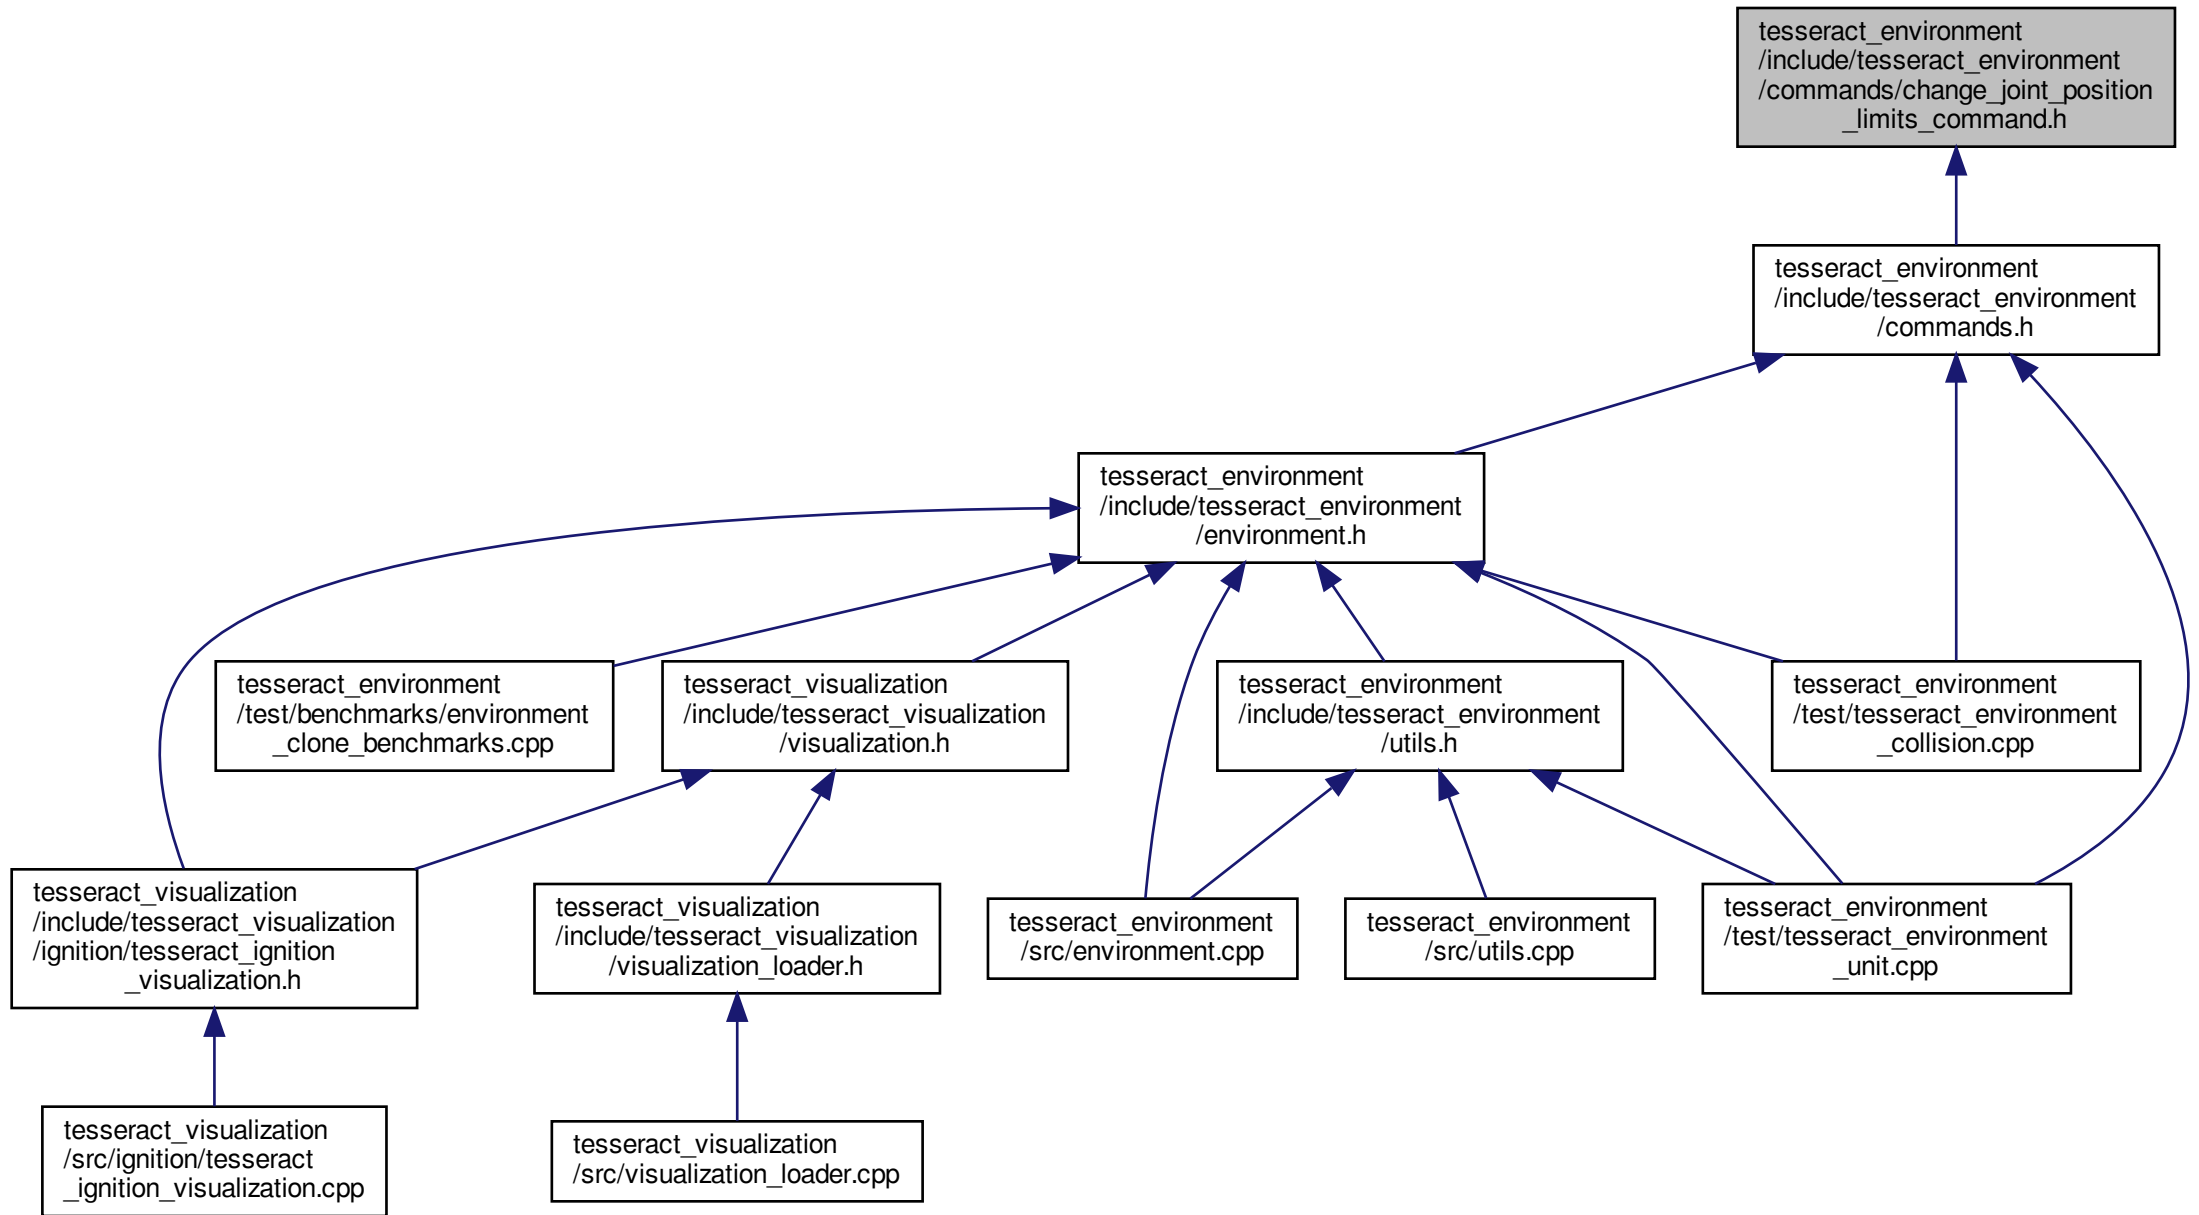 tesseract_environment
/include/tesseract_environment
/commands/change_joint_position
_limits_command.h
tesseract_environment
/include/tesseract_environment
/commands.h
tesseract_environment
/include/tesseract_environment
/environment.h
tesseract_environment
/test/benchmarks/environment
_clone_benchmarks.cpp
tesseract_visualization
/include/tesseract_visualization
/visualization.h
tesseract_environment
/include/tesseract_environment
/utils.h
tesseract_environment
/test/tesseract_environment
_collision.cpp
tesseract_visualization
/include/tesseract_visualization
/ignition/tesseract_ignition
_visualization.h
tesseract_visualization
/include/tesseract_visualization
/visualization_loader.h
tesseract_environment
/src/environment.cpp
tesseract_environment
/src/utils.cpp
tesseract_environment
/test/tesseract_environment
_unit.cpp
tesseract_visualization
/src/ignition/tesseract
_ignition_visualization.cpp
tesseract_visualization
/src/visualization_loader.cpp